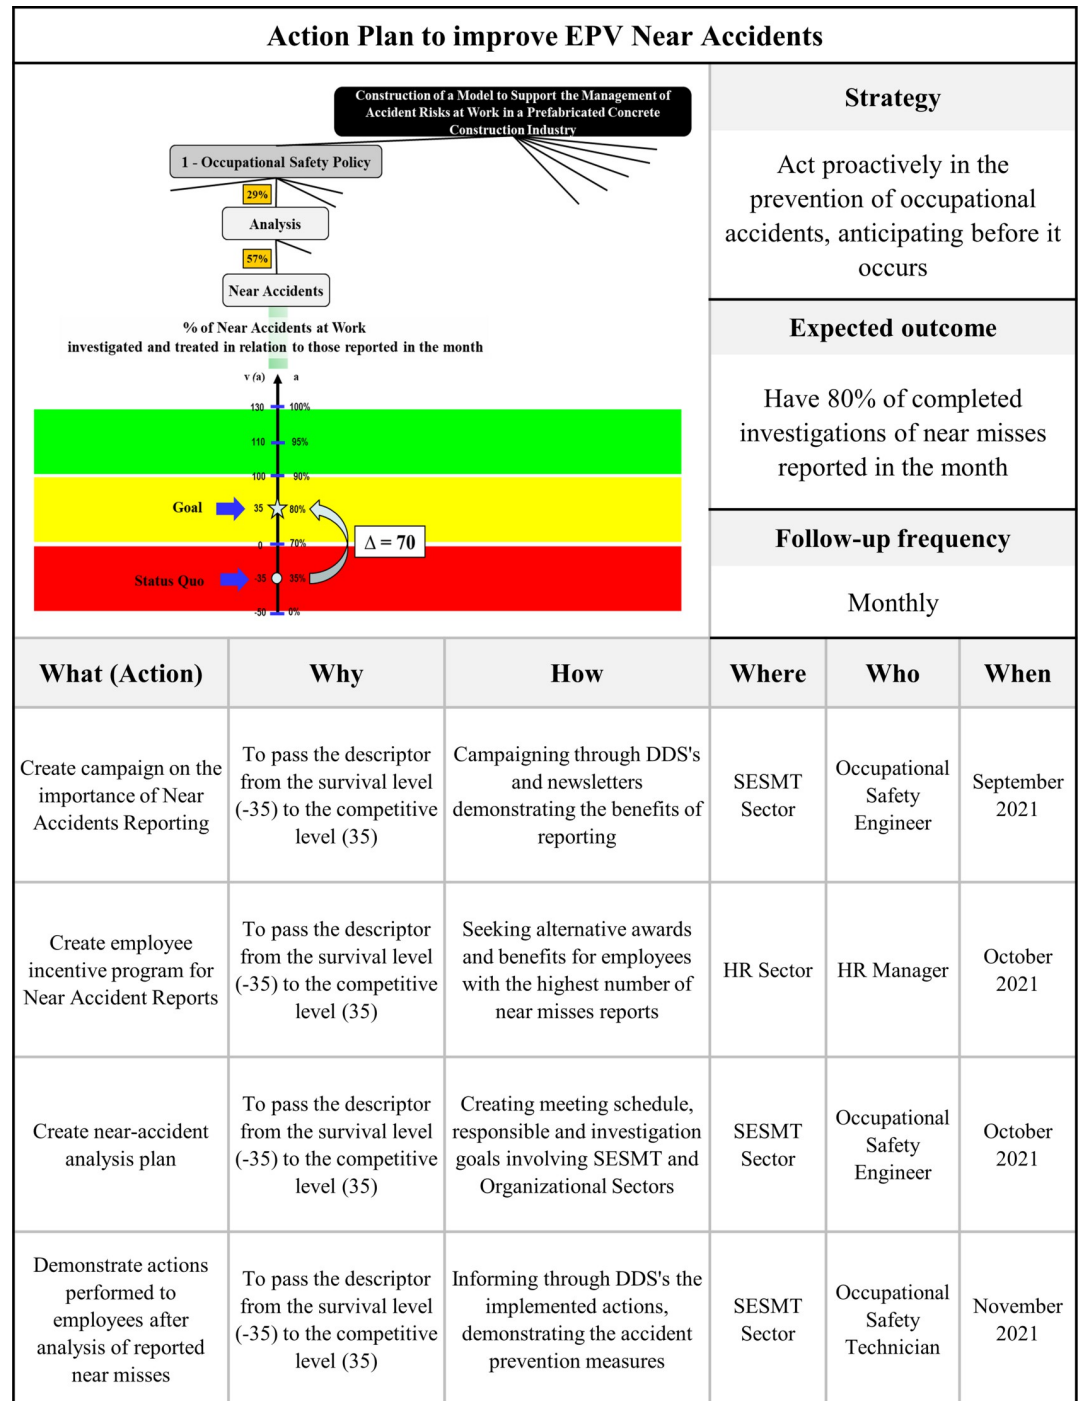 Action Plan to improve EPV Near Accidents
Construction of a Model to Support the Management of
Accident Risks at Work in a Prefabricated Concrete
Construction Industry
1 - Occupational Safety Policy
29%
Analysis
57%
Near Accidents
% of Near Accidents at Work
investigated and treated in relation to those reported in the month
v (a) a
130 100%
110 95%
100 90%
Goal 35 80%
0 70%
Δ = 70
Status Quo -35 35%
-50 0%
Strategy
Act proactively in the
prevention of occupational
accidents, anticipating before it
occurs
Expected outcome
Have 80% of completed
investigations of near misses
reported in the month
Follow-up frequency
Monthly
What (Action) Why How Where Who When
Create campaign on the
importance of Near
Accidents Reporting
To pass the descriptor
from the survival level
(-35) to the competitive
level (35)
Campaigning through DDS's
and newsletters
demonstrating the benefits of
reporting
SESMT
Sector
Occupational
Safety
Engineer
September
2021
Create employee
incentive program for
Near Accident Reports
To pass the descriptor
from the survival level
(-35) to the competitive
level (35)
Seeking alternative awards
and benefits for employees
with the highest number of
near misses reports
HR Sector
HR Manager
October
2021
Create near-accident
analysis plan
To pass the descriptor
from the survival level
(-35) to the competitive
level (35)
Creating meeting schedule,
responsible and investigation
goals involving SESMT and
Organizational Sectors
SESMT
Sector
Occupational
Safety
Engineer
October
2021
Demonstrate actions
performed to
employees after
analysis of reported
near misses
To pass the descriptor
from the survival level
(-35) to the competitive
level (35)
Informing through DDS's the
implemented actions,
demonstrating the accident
prevention measures
SESMT
Sector
Occupational
Safety
Technician
November
2021